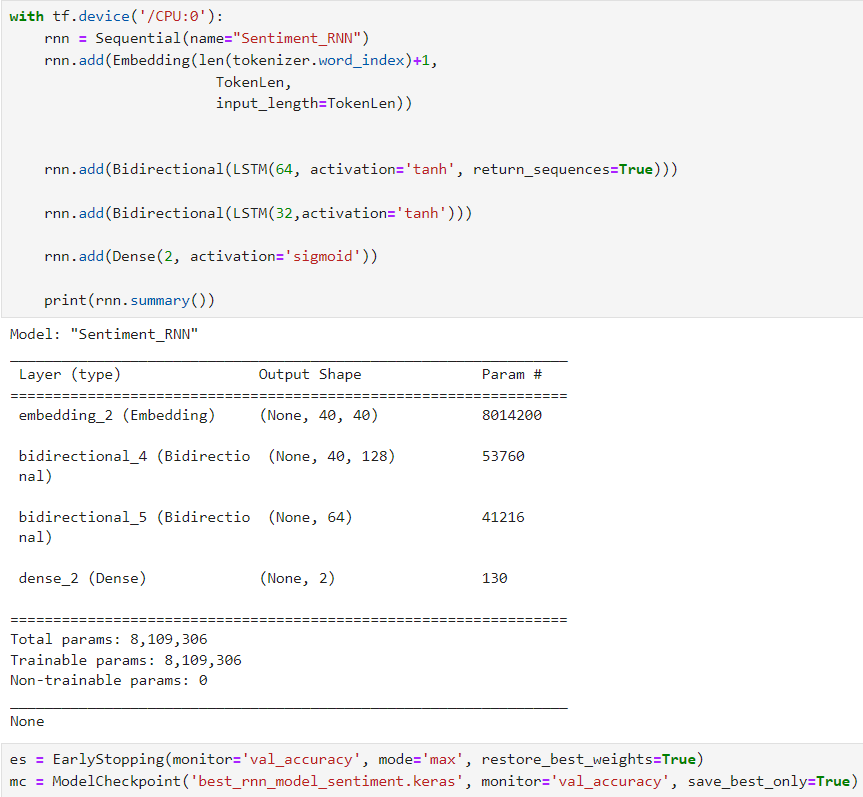 with tf.device('/CPU:0'):
    rnn = Sequential(name="Sentiment_RNN")
    rnn.add(Embedding(len(tokenizer.word_index)+1,
                        TokenLen,
                        input_length=TokenLen))
    rnn.add(Bidirectional(LSTM(64, activation='tanh', return_sequences=True)))
    rnn.add(Bidirectional(LSTM(32,activation='tanh')))
    rnn.add(Dense(2, activation='sigmoid'))
    print(rnn.summary())
Model: "Sentiment_RNN"
_________________________________________________________________
 Layer (type)                Output Shape              Param #
=================================================================
 embedding_2 (Embedding)     (None, 40, 40)            8014200
 bidirectional_4 (Bidirectio  (None, 40, 128)          53760
 nal)
 bidirectional_5 (Bidirectio  (None, 64)               41216
 nal)
 dense_2 (Dense)             (None, 2)                 130
=================================================================
Total params: 8,109,306
Trainable params: 8,109,306
Non-trainable params: 0
_________________________________________________________________
None
es = EarlyStopping(monitor='val_accuracy', mode='max', restore_best_weights=True)
mc = ModelCheckpoint('best_rnn_model_sentiment.keras', monitor='val_accuracy', save_best_only=True)